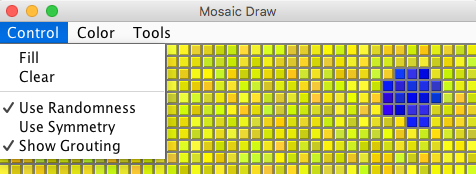 Mosaic Draw
Control Color Tools
Fill
Clear
✓ Use Randomness
Use Symmetry
✓ Show Grouting